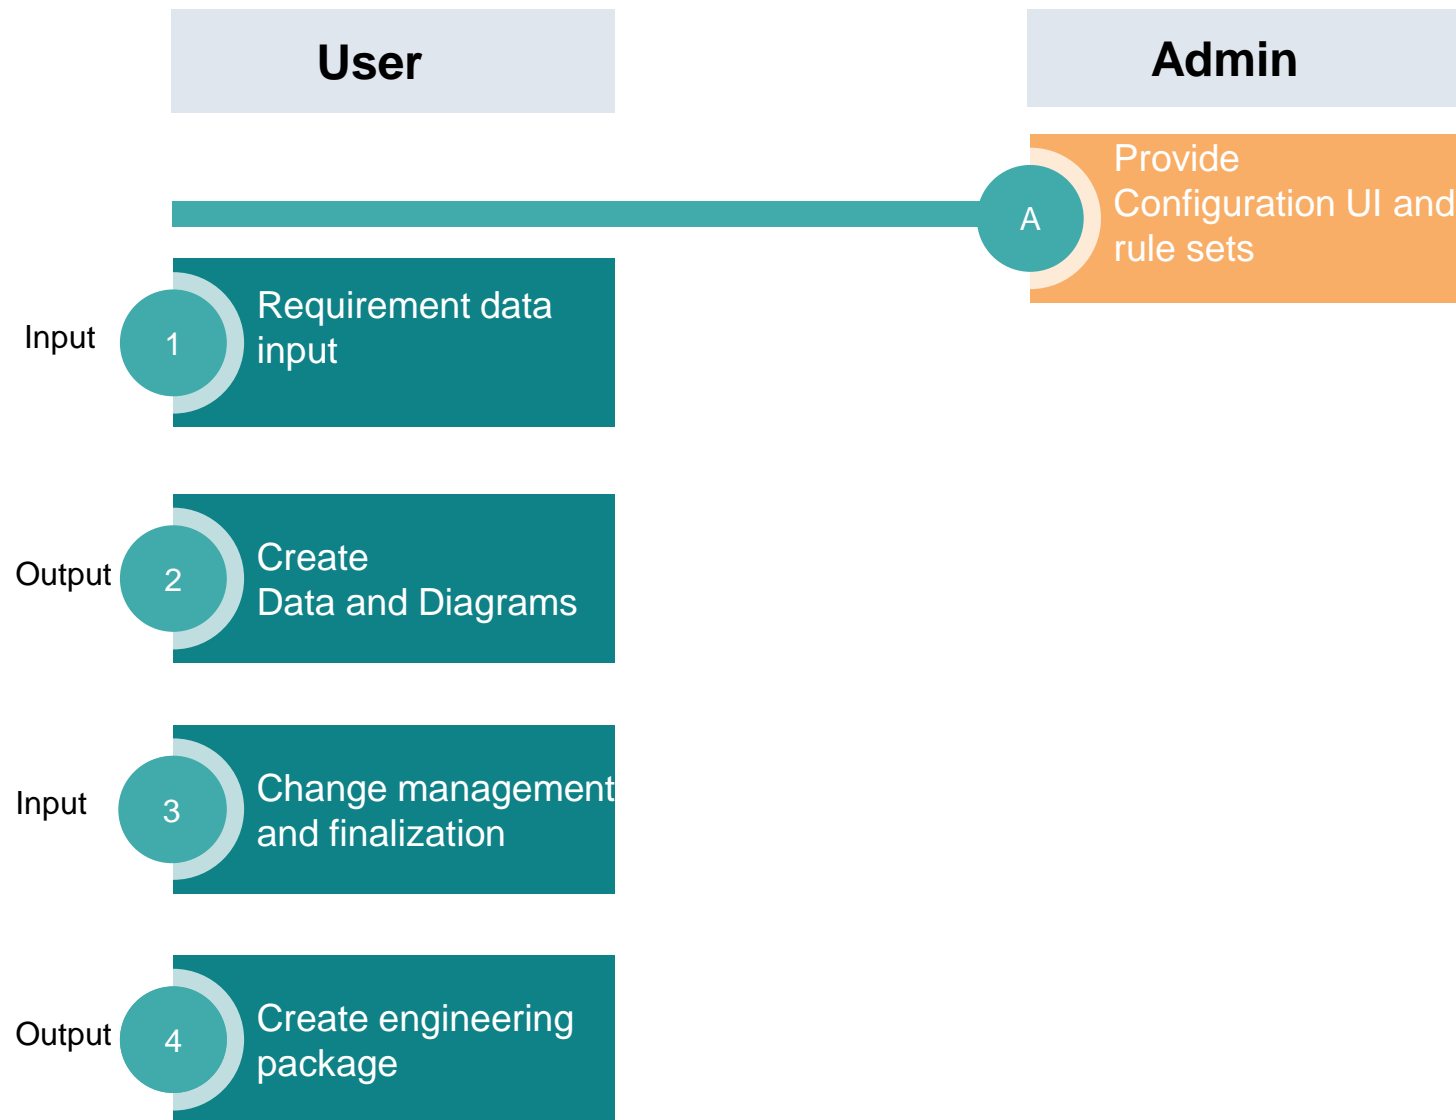 User
Admin
A
Provide
Configuration UI and
rule sets
Input
1
Requirement data
input
Output
2
Create
Data and Diagrams
Input
3
Change management
and finalization
Output
4
Create engineering
package